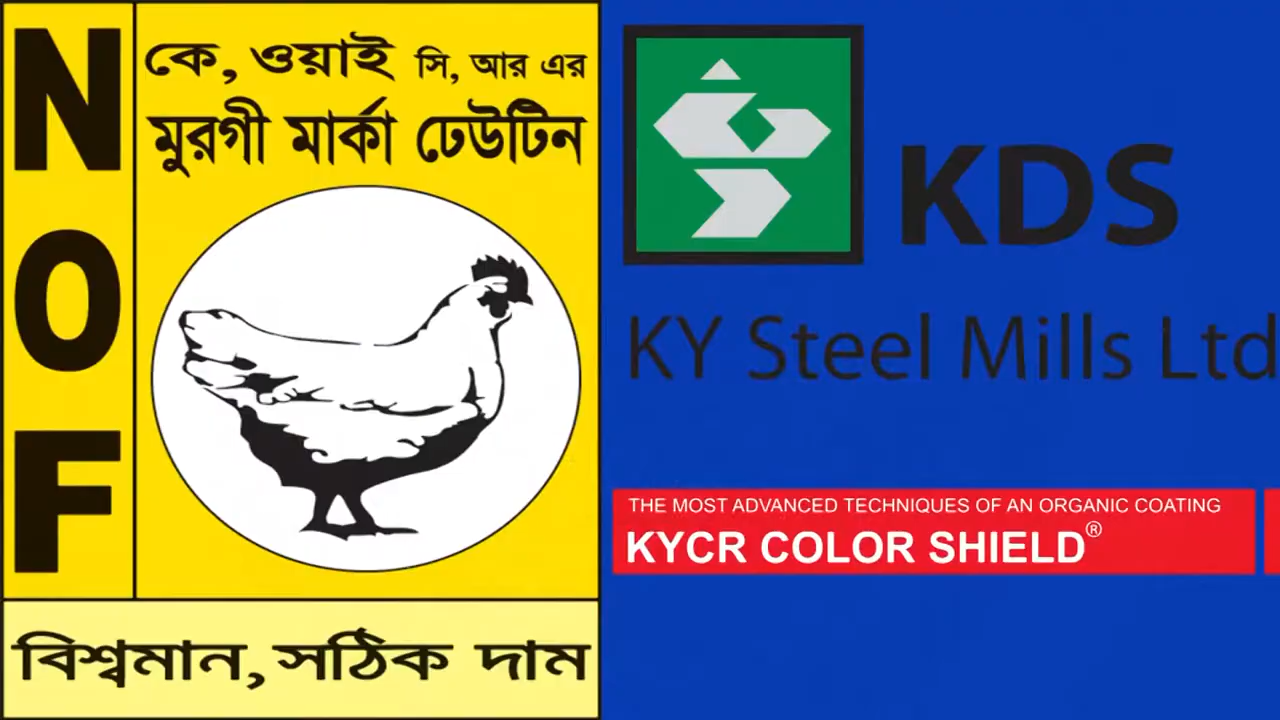 NOF
কে, ওয়াই সি, আর এর
মুরগী মার্কা ঢেউটিন
বিশ্বমান, সঠিক দাম
KDS
KY Steel Mills Ltd
THE MOST ADVANCED TECHNIQUES OF AN ORGANIC COATING
KYCR COLOR SHIELD®